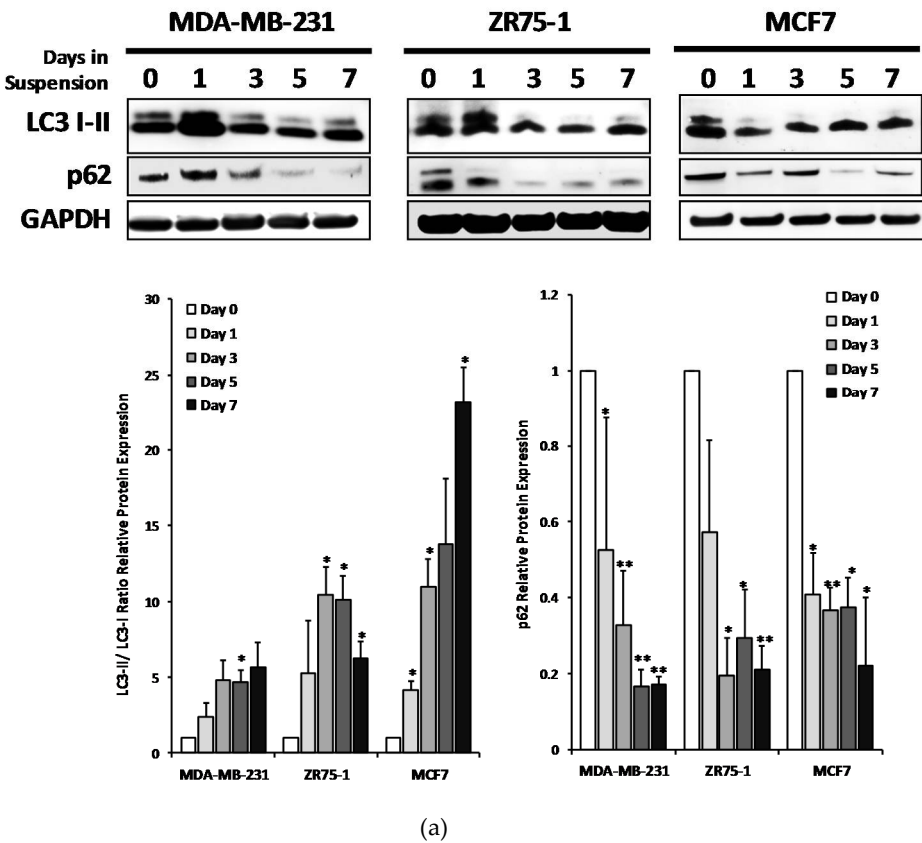 MDA-MB-231 ZR75-1 MCF7
Days in
Suspension 0 1 3 5 7 0 1 3 5 7 0 1 3 5 7
LC3 I-II
p62
GAPDH
LC3-II/ LC3-I Ratio Relative Protein Expression
30
25
20
15
10
5
0
Day 0
Day 1
Day 3
Day 5
Day 7
* * * * * * *
MDA-MB-231 ZR75-1 MCF7
p62 Relative Protein Expression
1.2
1
0.8
0.6
0.4
0.2
0
Day 0
Day 1
Day 3
Day 5
Day 7
* ** ** ** * * ** * ** * *
MDA-MB-231 ZR75-1 MCF7
(a)